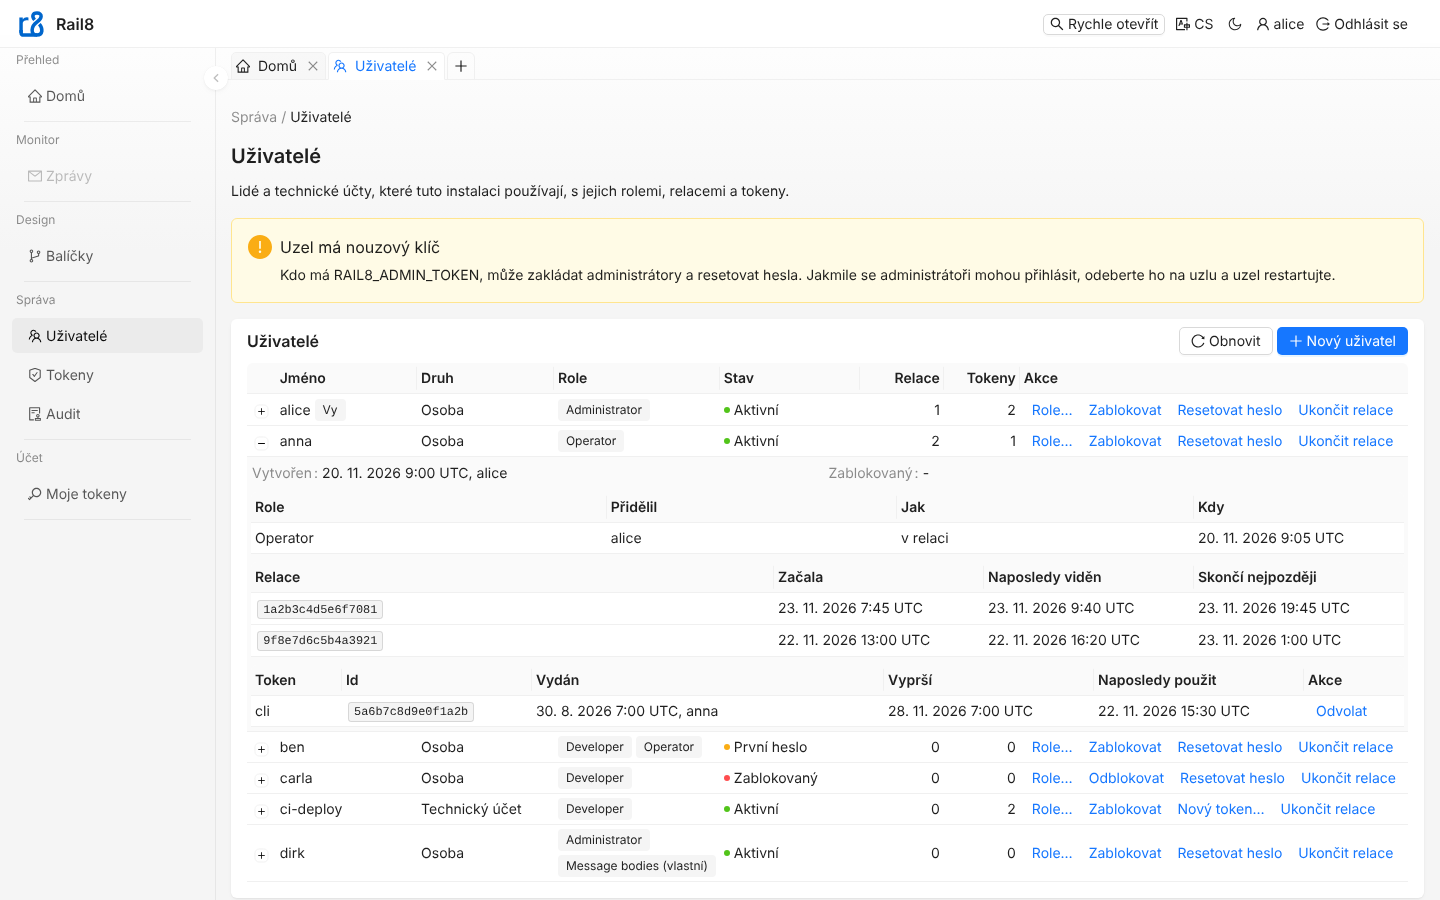 Rail8
Rychle otevřít CS alice Odhlásit se
Přehled
Domů
Monitor
Zprávy
Design
Balíčky
Správa
Uživatelé
Tokeny
Audit
Účet
Moje tokeny
Domů Uživatelé
Správa / Uživatelé
Uživatelé
Lidé a technické účty, které tuto instalaci používají, s jejich rolemi, relacemi a tokeny.
Uzel má nouzový klíč
Kdo má RAIL8_ADMIN_TOKEN, může zakládat administrátory a resetovat hesla. Jakmile se administrátoři mohou přihlásit, odeberte ho na uzlu a uzel restartujte.
Uživatelé Obnovit Nový uživatel
Jméno Druh Role Stav Relace Tokeny Akce
alice Vy Osoba Administrator Aktivní 1 2 Role... Zablokovat Resetovat heslo Ukončit relace
anna Osoba Operator Aktivní 2 1 Role... Zablokovat Resetovat heslo Ukončit relace
Vytvořen: 20. 11. 2026 9:00 UTC, alice Zablokovaný: -
Role Přidělil Jak Kdy
Operator alice v relaci 20. 11. 2026 9:05 UTC
Relace Začala Naposledy viděn Skončí nejpozději
1a2b3c4d5e6f7081 23. 11. 2026 7:45 UTC 23. 11. 2026 9:40 UTC 23. 11. 2026 19:45 UTC
9f8e7d6c5b4a3921 22. 11. 2026 13:00 UTC 22. 11. 2026 16:20 UTC 23. 11. 2026 1:00 UTC
Token Id Vydán Vyprší Naposledy použit Akce
cli 5a6b7c8d9e0f1a2b 30. 8. 2026 7:00 UTC, anna 28. 11. 2026 7:00 UTC 22. 11. 2026 15:30 UTC Odvolat
ben Osoba Developer Operator První heslo 0 0 Role... Zablokovat Resetovat heslo Ukončit relace
carla Osoba Developer Zablokovaný 0 0 Role... Odblokovat Resetovat heslo Ukončit relace
ci-deploy Technický účet Developer Aktivní 0 2 Role... Zablokovat Nový token... Ukončit relace
dirk Osoba Administrator Message bodies (vlastní) Aktivní 0 0 Role... Zablokovat Resetovat heslo Ukončit relace